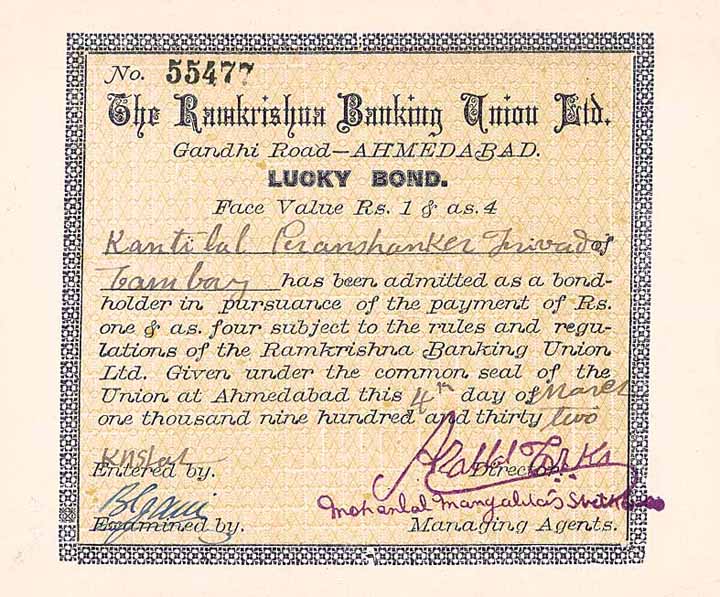 No. 55477
The Ramkrishna Banking Union Ltd.
Gandhi Road—AHMEDABAD.
LUCKY BOND.
Face Value Rs. 1 & as. 4
Kantilal Peranshanker Trivadi of
Cambay has been admitted as a bond-
holder in pursuance of the payment of Rs.
one & as. four subject to the rules and regu-
lations of the Ramkrishna Banking Union
Ltd. Given under the common seal of the
Union at Ahmedabad this 4th day of March
one thousand nine hundred and thirty two
Entered by. Director.
Mohanlal Mangaldas
Examined by. Managing Agents.